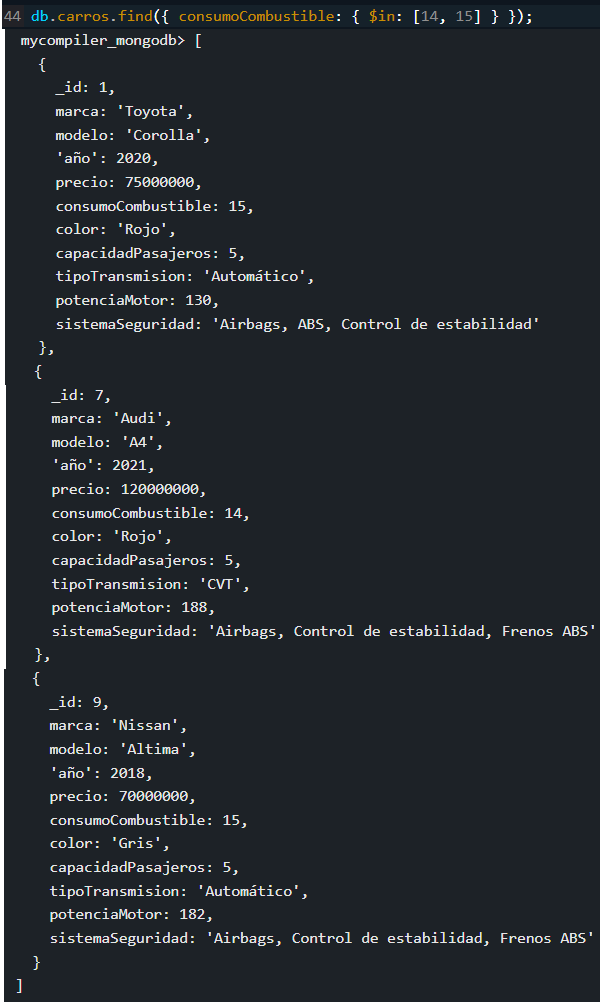 44 db.carros.find({ consumoCombustible: { $in: [14, 15] } });
mycompiler_mongodb> [
{
_id: 1,
marca: 'Toyota',
modelo: 'Corolla',
'año': 2020,
precio: 75000000,
consumoCombustible: 15,
color: 'Rojo',
capacidadPasajeros: 5,
tipoTransmision: 'Automático',
potenciaMotor: 130,
sistemaSeguridad: 'Airbags, ABS, Control de estabilidad'
},
{
_id: 7,
marca: 'Audi',
modelo: 'A4',
'año': 2021,
precio: 120000000,
consumoCombustible: 14,
color: 'Rojo',
capacidadPasajeros: 5,
tipoTransmision: 'CVT',
potenciaMotor: 188,
sistemaSeguridad: 'Airbags, Control de estabilidad, Frenos ABS'
},
{
_id: 9,
marca: 'Nissan',
modelo: 'Altima',
'año': 2018,
precio: 70000000,
consumoCombustible: 15,
color: 'Gris',
capacidadPasajeros: 5,
tipoTransmision: 'Automático',
potenciaMotor: 182,
sistemaSeguridad: 'Airbags, Control de estabilidad, Frenos ABS'
}
]